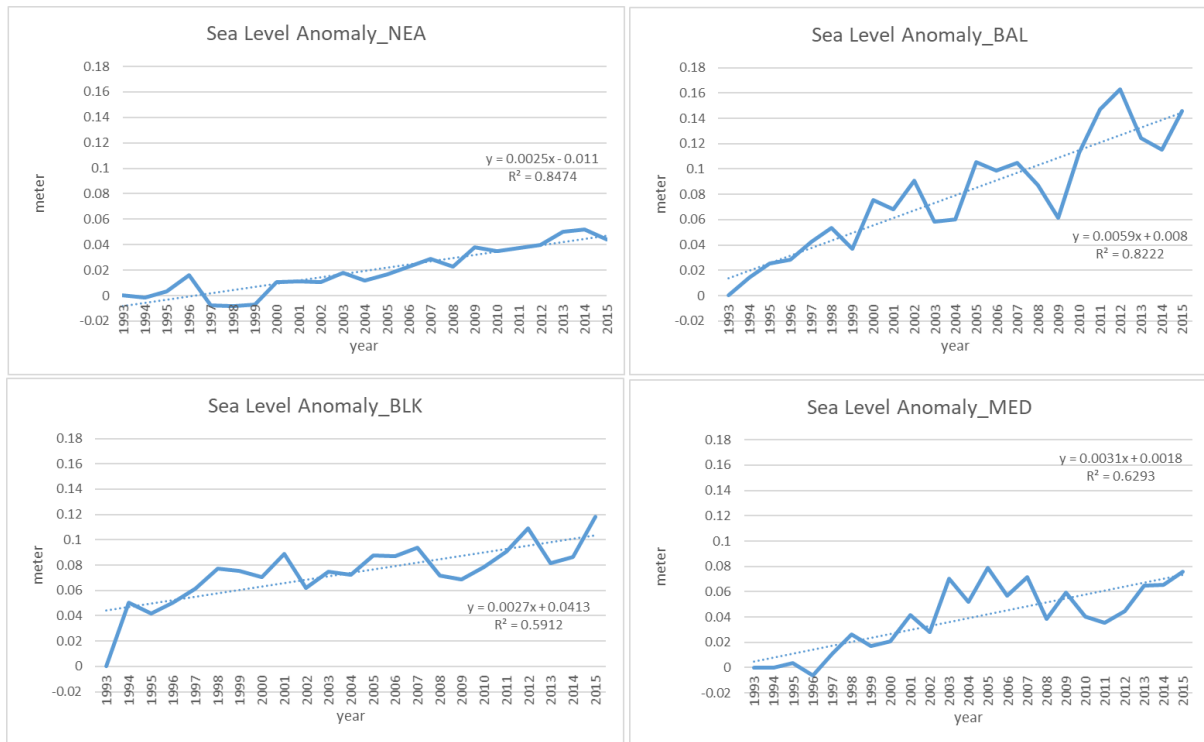 Sea Level Anomaly_NEA
0.18
0.16
0.14
0.12
0.1
0.08
0.06
0.04
0.02
0
-0.02
meter
y = 0.0025x - 0.011
R² = 0.8474
1993 1994 1995 1996 1997 1998 1999 2000 2001 2002 2003 2004 2005 2006 2007 2008 2009 2010 2011 2012 2013 2014 2015
year
Sea Level Anomaly_BAL
0.18
0.16
0.14
0.12
0.1
0.08
0.06
0.04
0.02
0
-0.02
meter
y = 0.0059x + 0.008
R² = 0.8222
1993 1994 1995 1996 1997 1998 1999 2000 2001 2002 2003 2004 2005 2006 2007 2008 2009 2010 2011 2012 2013 2014 2015
year
Sea Level Anomaly_BLK
0.18
0.16
0.14
0.12
0.1
0.08
0.06
0.04
0.02
0
-0.02
meter
y = 0.0027x + 0.0413
R² = 0.5912
1993 1994 1995 1996 1997 1998 1999 2000 2001 2002 2003 2004 2005 2006 2007 2008 2009 2010 2011 2012 2013 2014 2015
year
Sea Level Anomaly_MED
0.18
0.16
0.14
0.12
0.1
0.08
0.06
0.04
0.02
0
-0.02
meter
y = 0.0031x + 0.0018
R² = 0.6293
1993 1994 1995 1996 1997 1998 1999 2000 2001 2002 2003 2004 2005 2006 2007 2008 2009 2010 2011 2012 2013 2014 2015
year